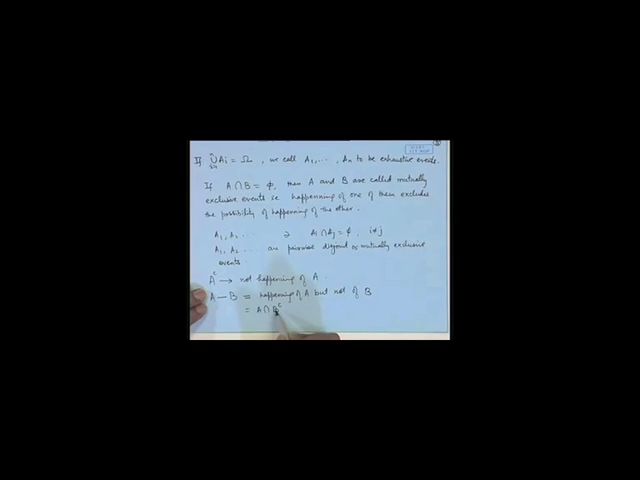 If ⋃Ai = Ω, we call A1, ..., An to be exhaustive events.
If A ∩ B = ϕ, then A and B are called mutually
exclusive events i.e. happening of one of them excludes
the possibility of happening of the other.
A1, A2 ... ∋ Ai ∩ Aj = ϕ, i≠j
A1, A2 ... are pairwise disjoint or mutually exclusive
events
A^c → not happening of A
A — B = happening of A but not of B
= A ∩ B^c